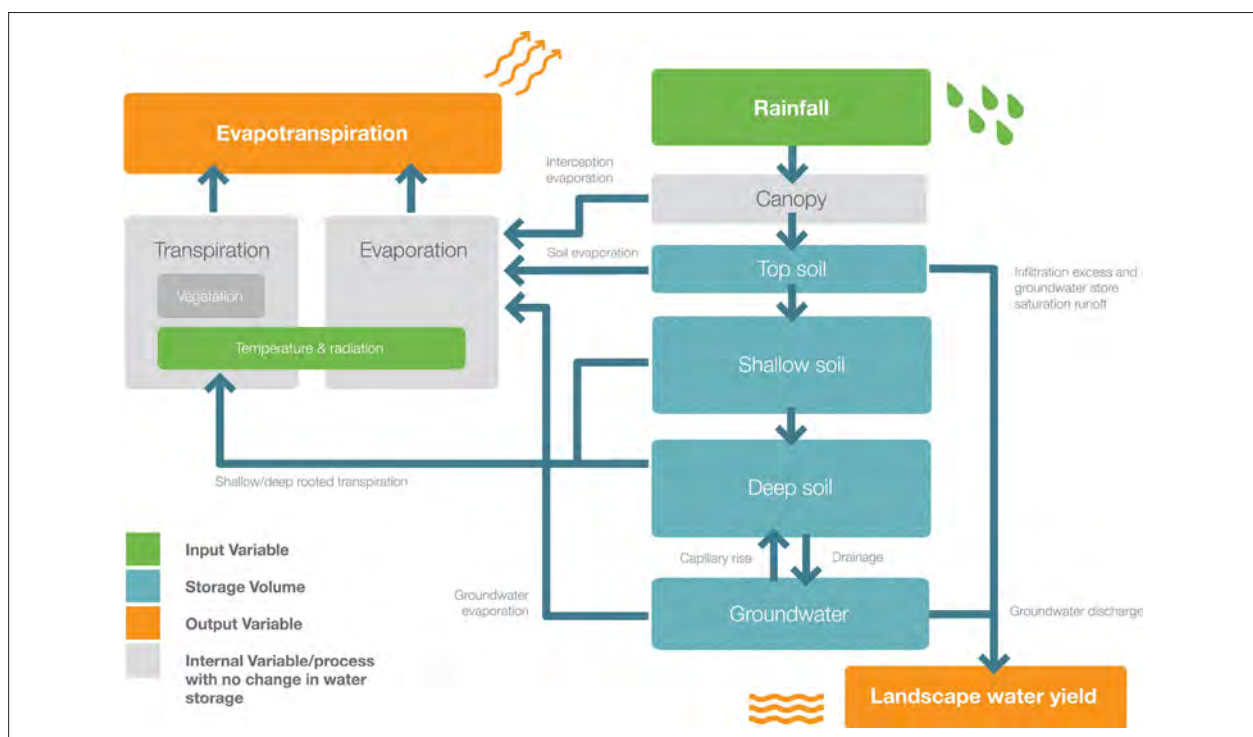 Evapotranspiration
Rainfall
Interception
evaporation
Canopy
Transpiration
Evaporation
Soil evaporation
Top soil
Infiltration excess and
groundwater store
saturation runoff
Vegetation
Temperature & radiation
Shallow soil
Shallow/deep rooted transpiration
Deep soil
Input Variable
Capillary rise
Drainage
Storage Volume
Groundwater
evaporation
Groundwater
Groundwater discharge
Output Variable
Internal Variable/process
with no change in water
storage
Landscape water yield